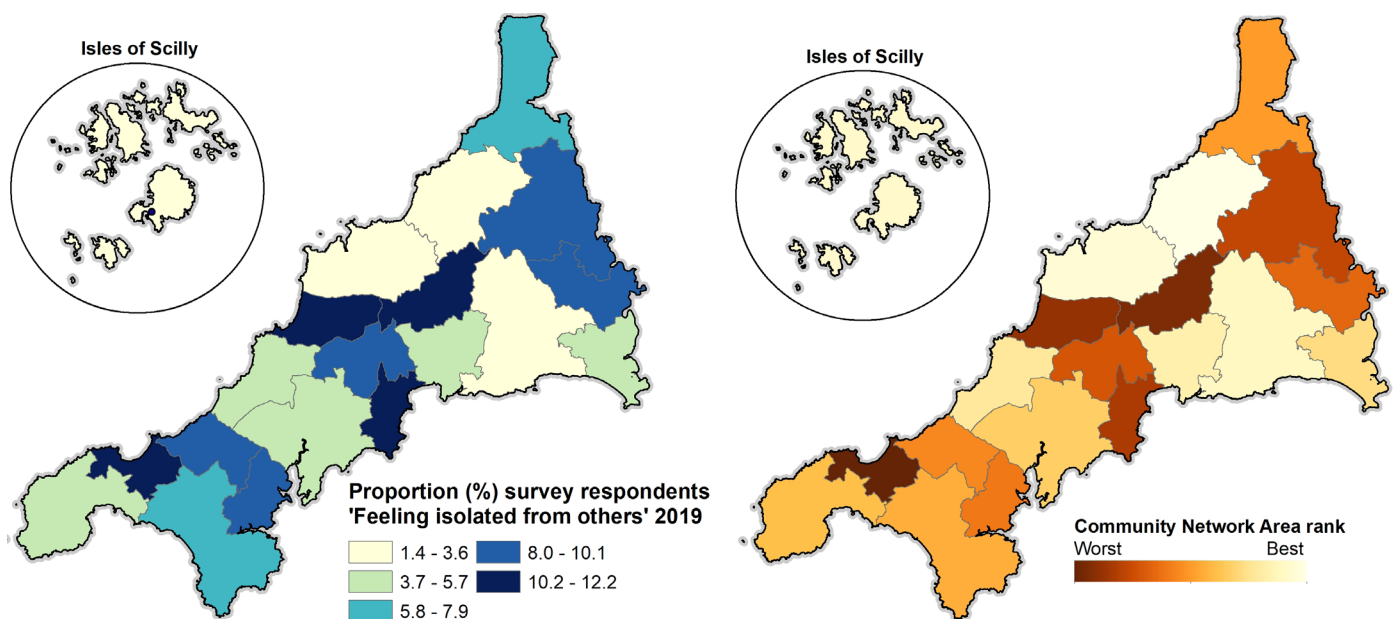 Isles of Scilly
Proportion (%) survey respondents
'Feeling isolated from others' 2019
1.4 - 3.6
8.0 - 10.1
3.7 - 5.7
10.2 - 12.2
5.8 - 7.9
Isles of Scilly
Community Network Area rank
Worst
Best